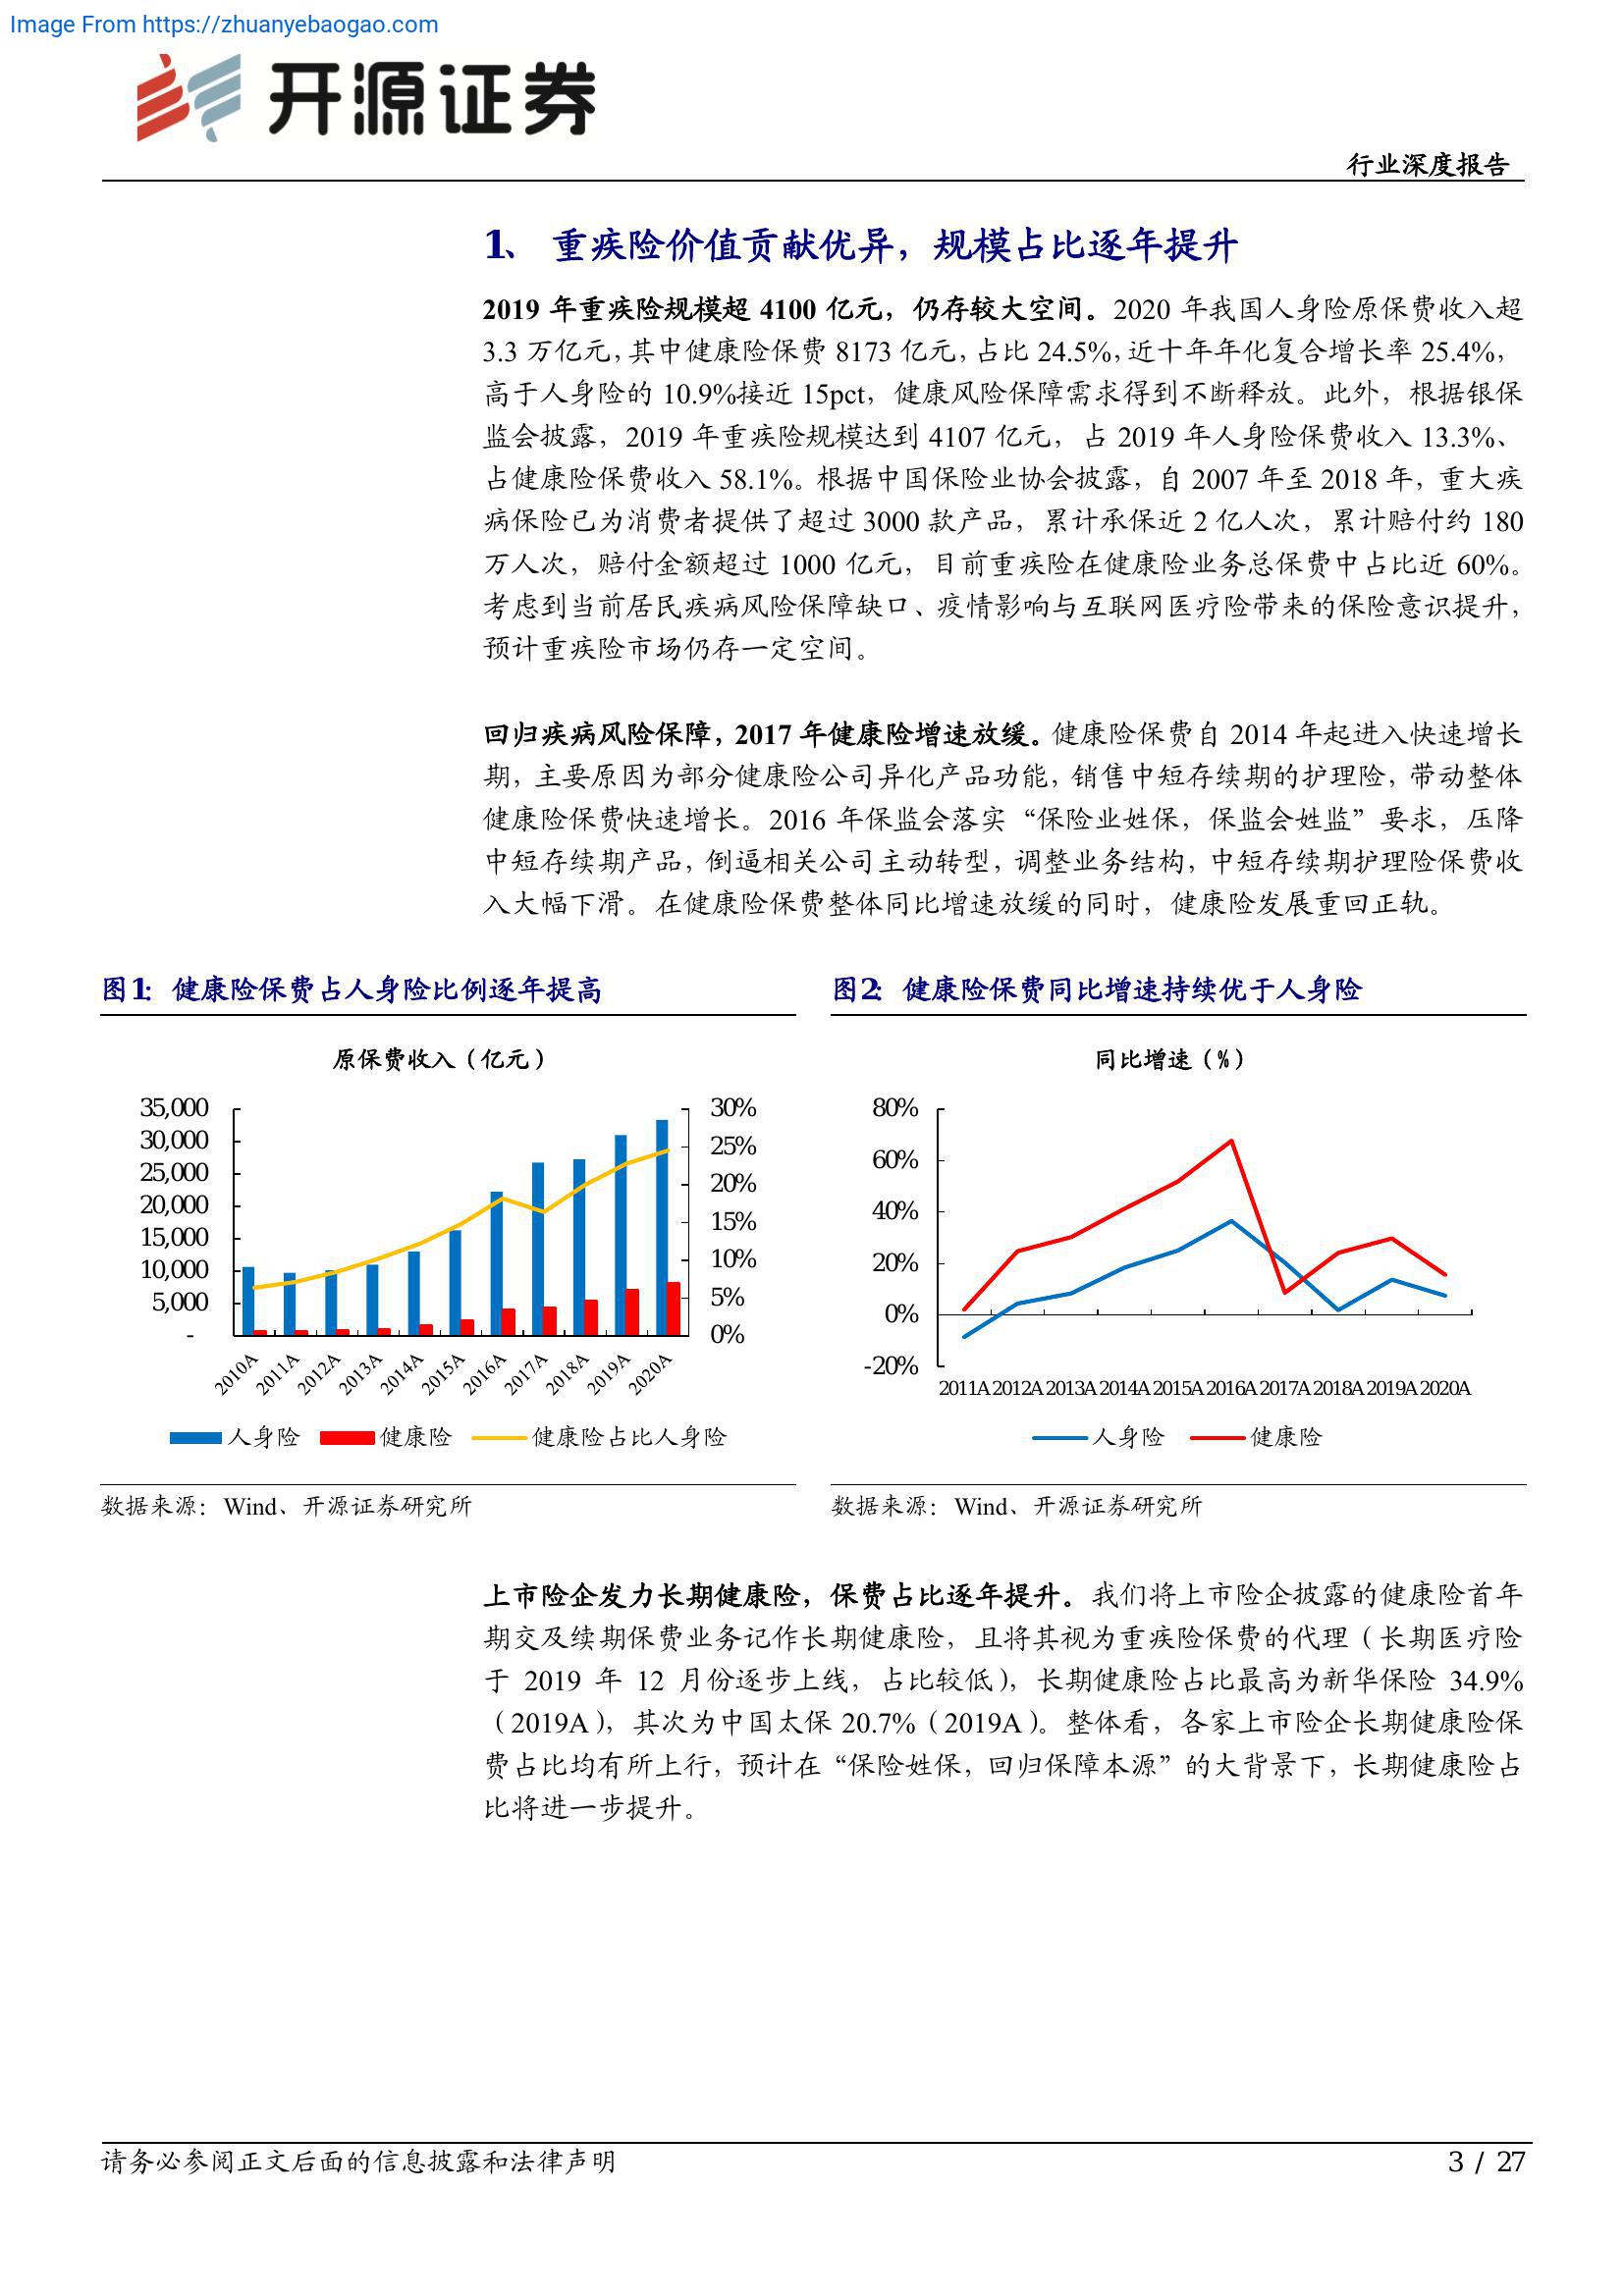 Image From https://zhuanyebaogao.com
开源证券
行业深度报告
1、 重疾险价值贡献优异，规模占比逐年提升
2019 年重疾险规模超 4100 亿元，仍存较大空间。2020 年我国人身险原保费收入超
3.3 万亿元，其中健康险保费 8173 亿元，占比 24.5%，近十年年化复合增长率 25.4%，
高于人身险的 10.9%接近 15pct，健康风险保障需求得到不断释放。此外，根据银保
监会披露，2019 年重疾险规模达到 4107 亿元，占 2019 年人身险保费收入 13.3%、
占健康险保费收入 58.1%。根据中国保险业协会披露，自 2007 年至 2018 年，重大疾
病保险已为消费者提供了超过 3000 款产品，累计承保近 2 亿人次，累计赔付约 180
万人次，赔付金额超过 1000 亿元，目前重疾险在健康险业务总保费中占比近 60%。
考虑到当前居民疾病风险保障缺口、疫情影响与互联网医疗险带来的保险意识提升，
预计重疾险市场仍存一定空间。
回归疾病风险保障，2017 年健康险增速放缓。健康险保费自 2014 年起进入快速增长
期，主要原因为部分健康险公司异化产品功能，销售中短存续期的护理险，带动整体
健康险保费快速增长。2016 年保监会落实“保险业姓保，保监会姓监”要求，压降
中短存续期产品，倒逼相关公司主动转型，调整业务结构，中短存续期护理险保费收
入大幅下滑。在健康险保费整体同比增速放缓的同时，健康险发展重回正轨。
图1： 健康险保费占人身险比例逐年提高
原保费收入（亿元）
35,000
30,000
25,000
20,000
15,000
10,000
5,000
-
30%
25%
20%
15%
10%
5%
0%
2010A 2011A 2012A 2013A 2014A 2015A 2016A 2017A 2018A 2019A 2020A
人身险 健康险 健康险占比人身险
数据来源：Wind、开源证券研究所
图2： 健康险保费同比增速持续优于人身险
同比增速（%）
80%
60%
40%
20%
0%
-20%
2011A 2012A 2013A 2014A 2015A 2016A 2017A 2018A 2019A 2020A
人身险 健康险
数据来源：Wind、开源证券研究所
上市险企发力长期健康险，保费占比逐年提升。我们将上市险企披露的健康险首年
期交及续期保费业务记作长期健康险，且将其视为重疾险保费的代理（长期医疗险
于 2019 年 12 月份逐步上线，占比较低），长期健康险占比最高为新华保险 34.9%
（2019A），其次为中国太保 20.7%（2019A）。整体看，各家上市险企长期健康险保
费占比均有所上行，预计在“保险姓保，回归保障本源”的大背景下，长期健康险占
比将进一步提升。
请务必参阅正文后面的信息披露和法律声明
3 / 27